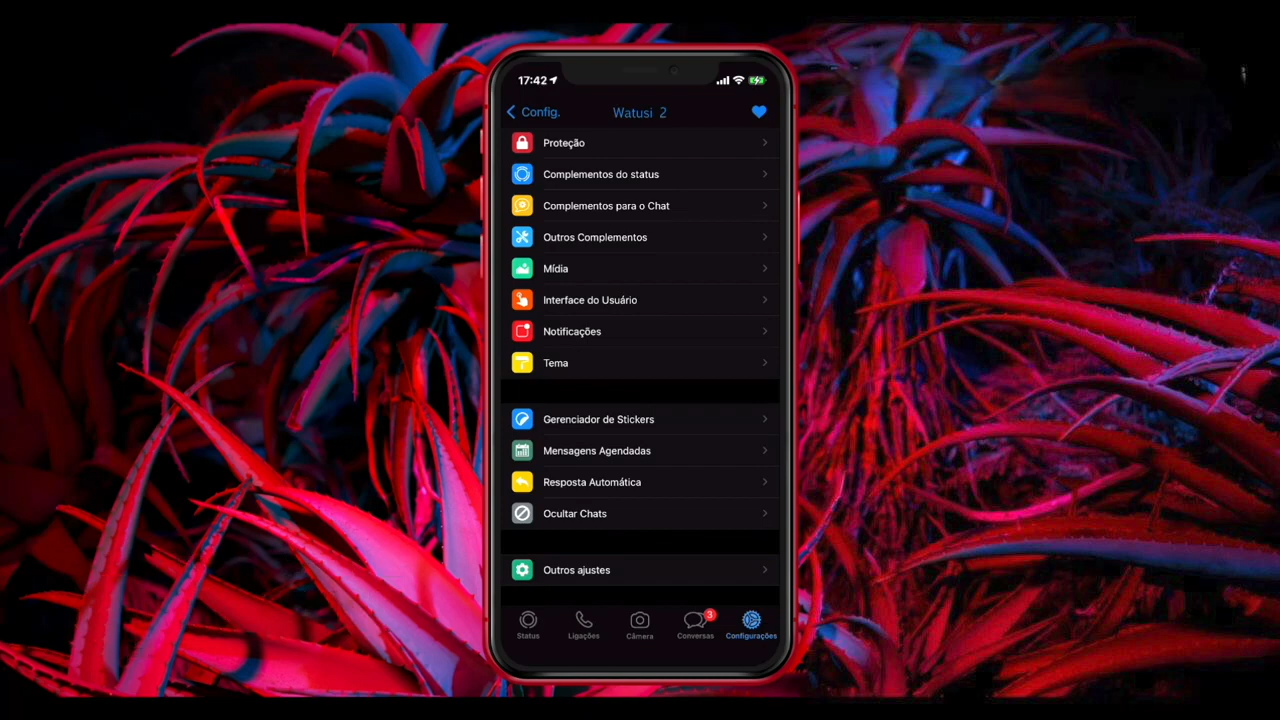 17:42
Config.
Watusi 2
Proteção
Complementos do status
Complementos para o Chat
Outros Complementos
Mídia
Interface do Usuário
Notificações
Tema
Gerenciador de Stickers
Mensagens Agendadas
Resposta Automática
Ocultar Chats
Outros ajustes
3
Status
Ligações
Câmera
Conversas
Configurações